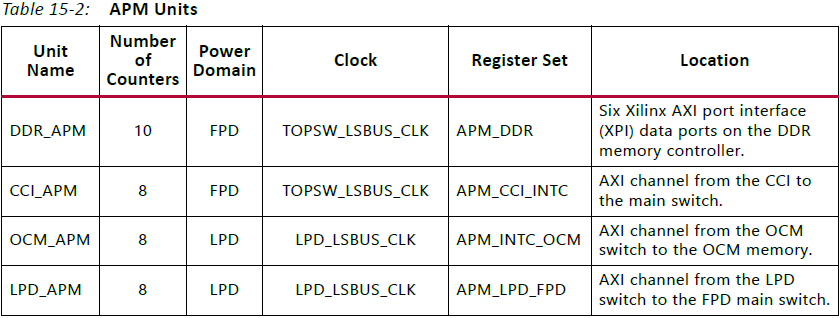 Table 15-2: APM Units
Unit Name | Number of Counters | Power Domain | Clock | Register Set | Location
DDR_APM | 10 | FPD | TOPSW_LSBUS_CLK | APM_DDR | Six Xilinx AXI port interface (XPI) data ports on the DDR memory controller.
CCI_APM | 8 | FPD | TOPSW_LSBUS_CLK | APM_CCI_INTC | AXI channel from the CCI to the main switch.
OCM_APM | 8 | LPD | LPD_LSBUS_CLK | APM_INTC_OCM | AXI channel from the OCM switch to the OCM memory.
LPD_APM | 8 | LPD | LPD_LSBUS_CLK | APM_LPD_FPD | AXI channel from the LPD switch to the FPD main switch.